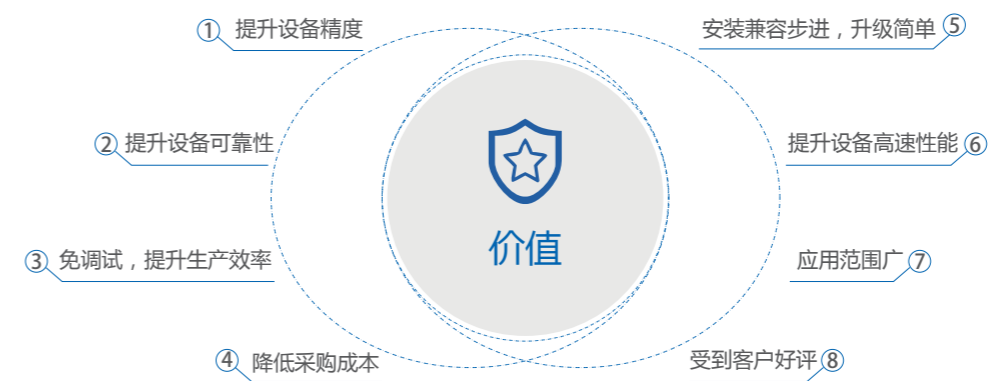 ① 提升设备精度
② 提升设备可靠性
③ 免调试，提升生产效率
④ 降低采购成本
价值
安装兼容步进，升级简单 ⑤
提升设备高速性能 ⑥
应用范围广 ⑦
受到客户好评 ⑧